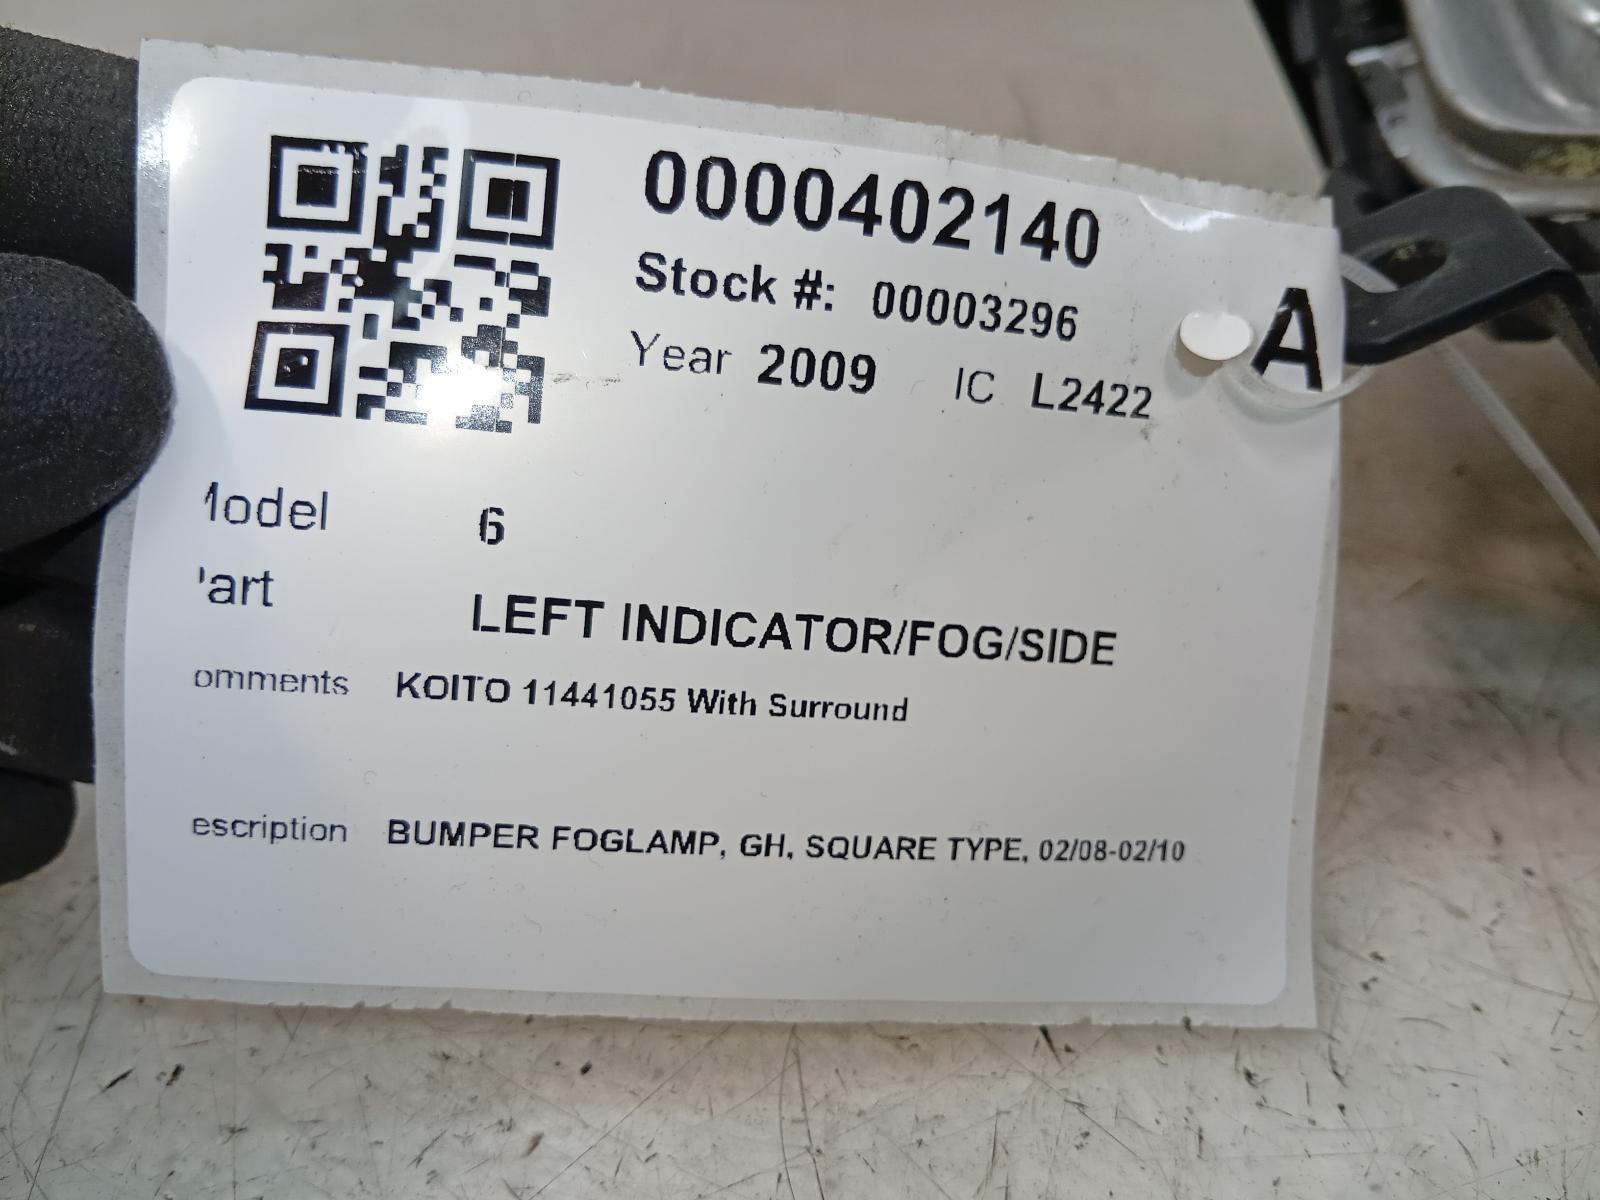 0000402140
Stock #: 00003296
A
Year 2009 IC L2422
Model 6
Part LEFT INDICATOR/FOG/SIDE
omments KOITO 11441055 With Surround
escription BUMPER FOGLAMP, GH, SQUARE TYPE, 02/08-02/10